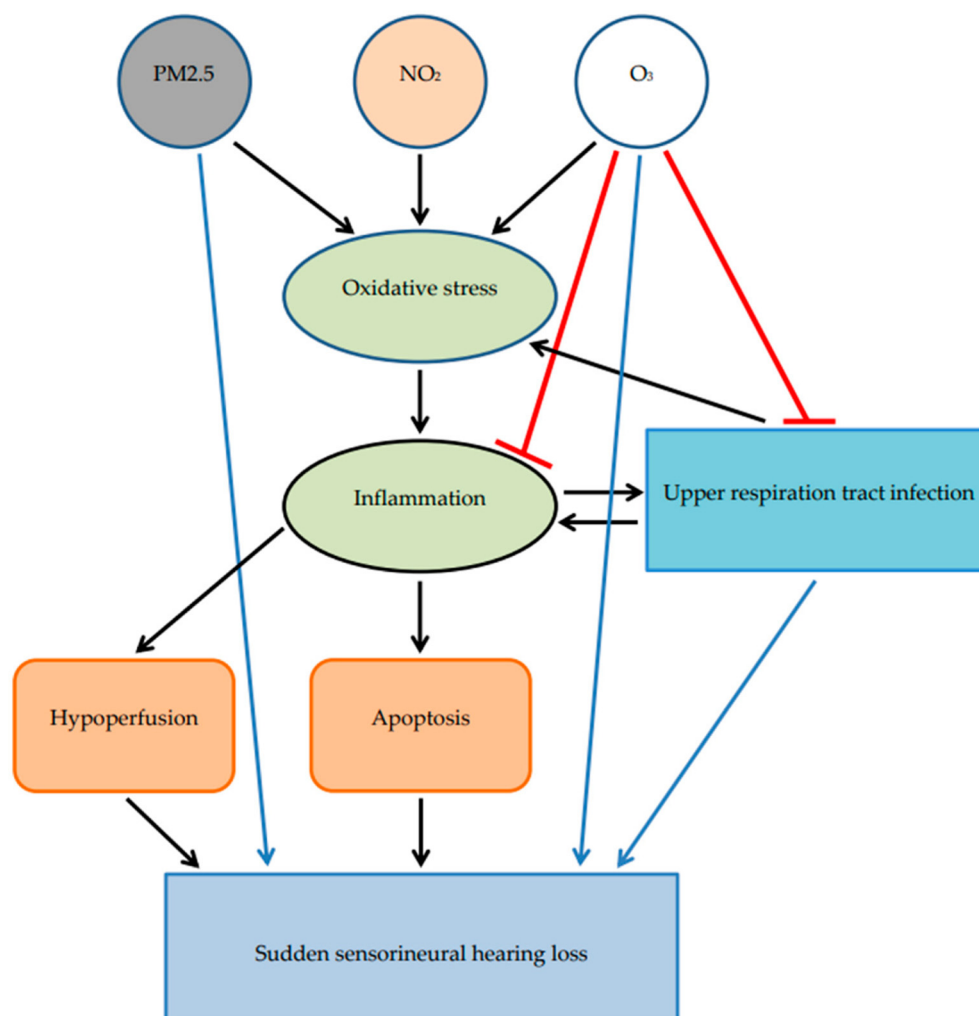 PM2.5
NO₂
O₃
Oxidative stress
Inflammation
Upper respiration tract infection
Hypoperfusion
Apoptosis
Sudden sensorineural hearing loss